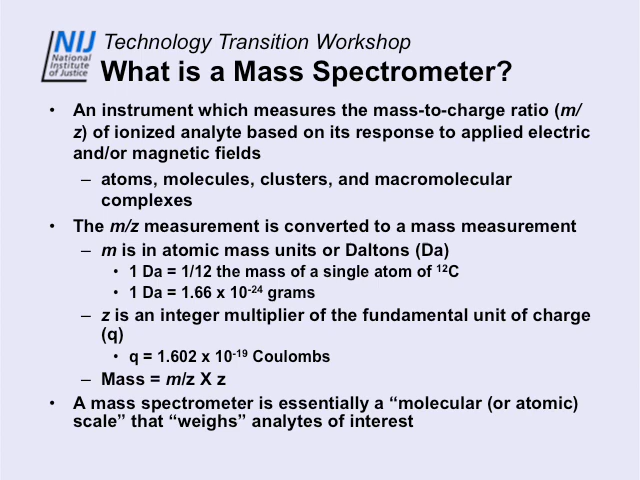 NIJ
National
Institute
of Justice
Technology Transition Workshop
What is a Mass Spectrometer?
• An instrument which measures the mass-to-charge ratio (m/
z) of ionized analyte based on its response to applied electric
and/or magnetic fields
– atoms, molecules, clusters, and macromolecular
complexes
• The m/z measurement is converted to a mass measurement
– m is in atomic mass units or Daltons (Da)
• 1 Da = 1/12 the mass of a single atom of ¹²C
• 1 Da = 1.66 x 10⁻²⁴ grams
– z is an integer multiplier of the fundamental unit of charge
(q)
• q = 1.602 x 10⁻¹⁹ Coulombs
– Mass = m/z X z
• A mass spectrometer is essentially a “molecular (or atomic)
scale” that “weighs” analytes of interest